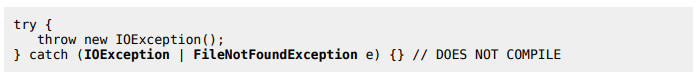 try {
   throw new IOException();
} catch (IOException | FileNotFoundException e) {} // DOES NOT COMPILE